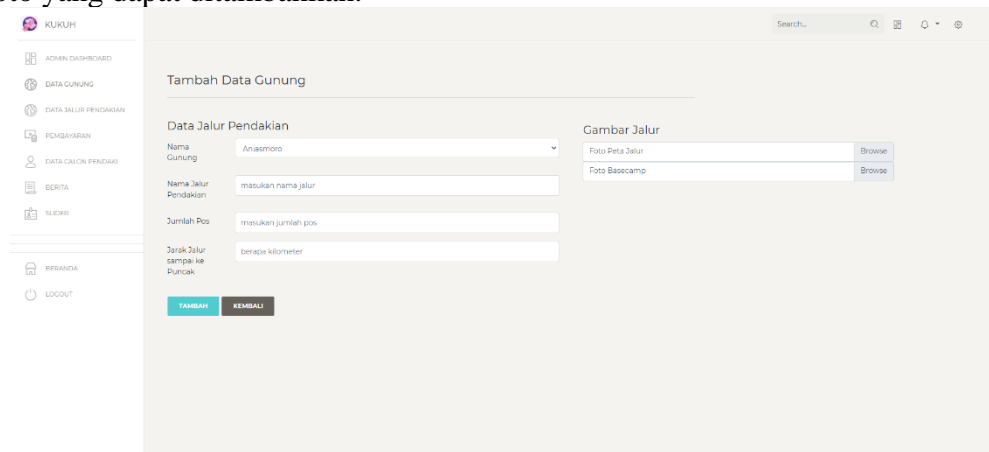 oto yang dapat ditambahkan.
KUKUH
Search...
ADMIN DASHBOARD
DATA GUNUNG
DATA JALUR PENDAKIAN
PEMBAYARAN
DATA CALON PENDAKI
BERITA
SLIDER
BERANDA
LOGOUT
Tambah Data Gunung
Data Jalur Pendakian
Nama
Gunung
Anjasmoro
Nama Jalur
Pendakian
masukan nama jalur
Jumlah Pos
masukan jumlah pos
Jarak Jalur
sampai ke
Puncak
berapa kilometer
TAMBAH
KEMBALI
Gambar Jalur
Foto Peta Jalur
Browse
Foto Basecamp
Browse